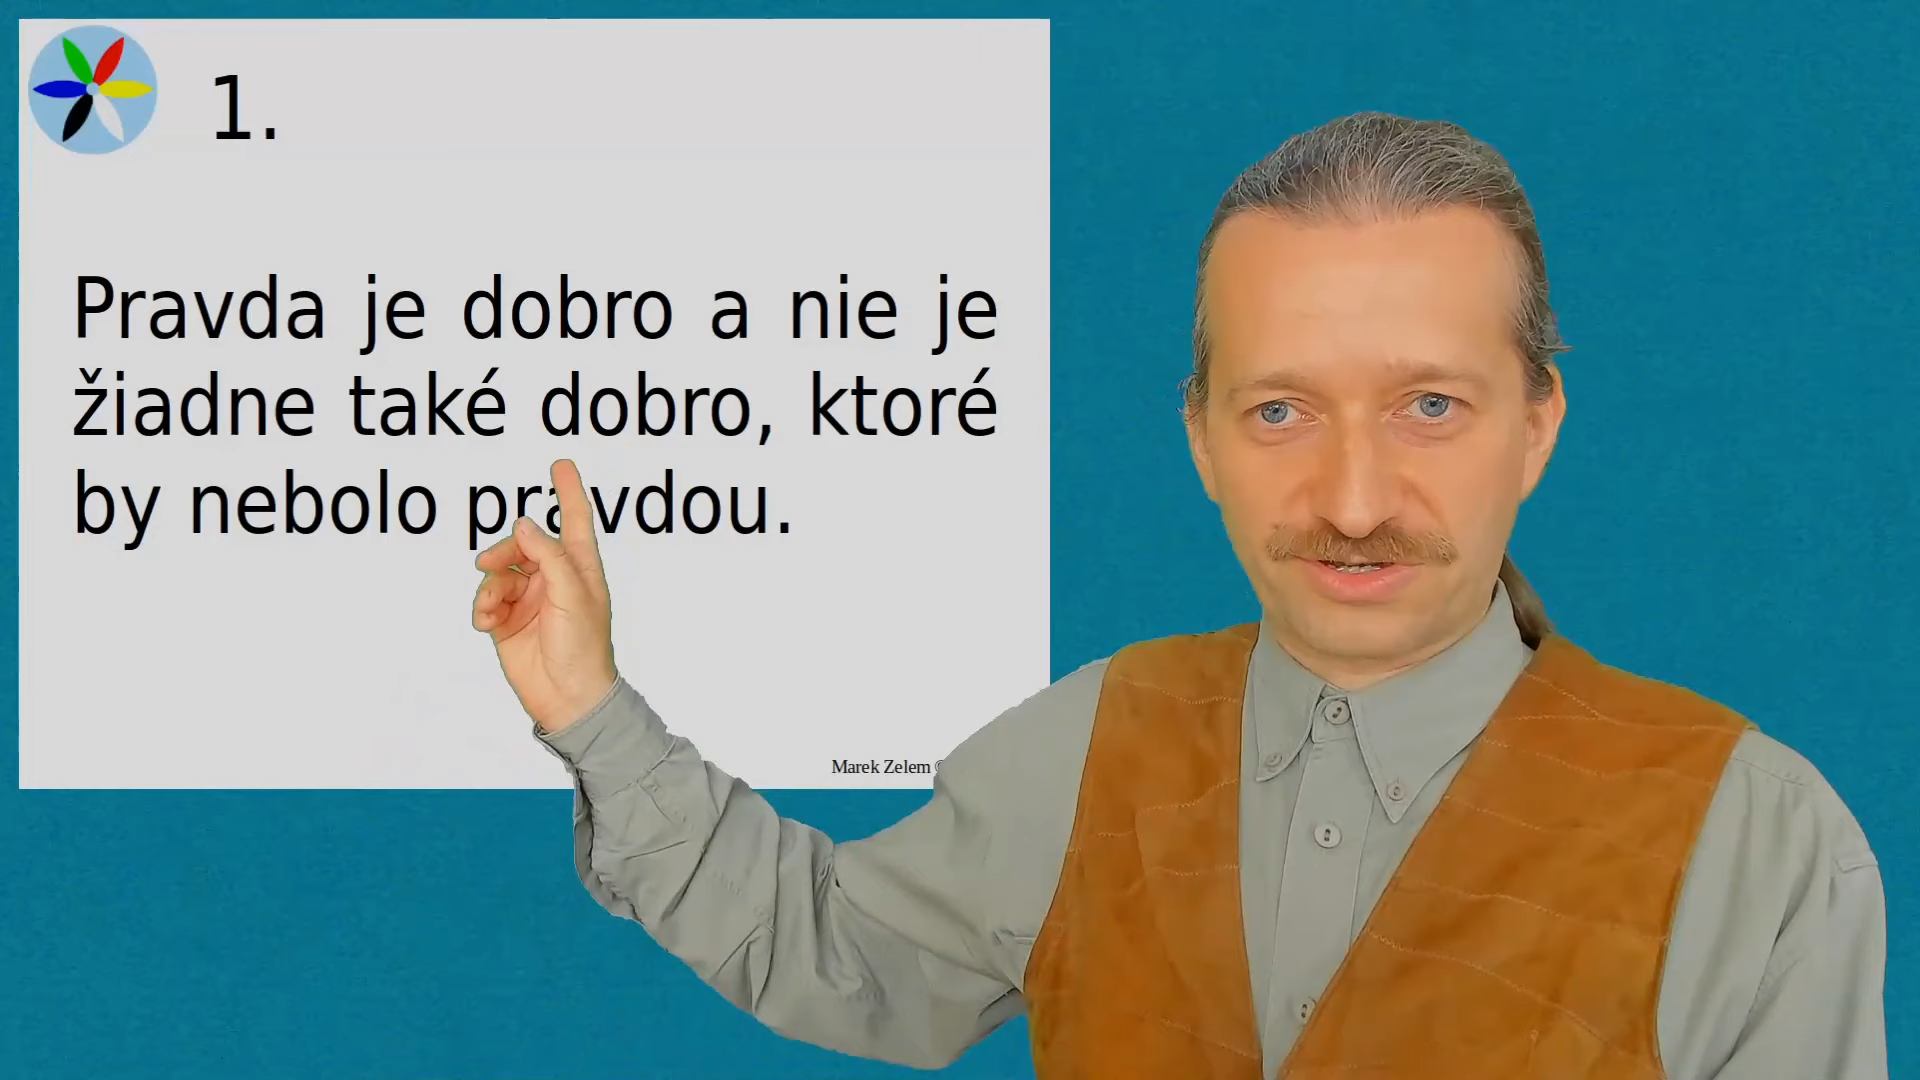 1.
Pravda je dobro a nie je
žiadne také dobro, ktoré
by nebolo pravdou.
Marek Zelem ©